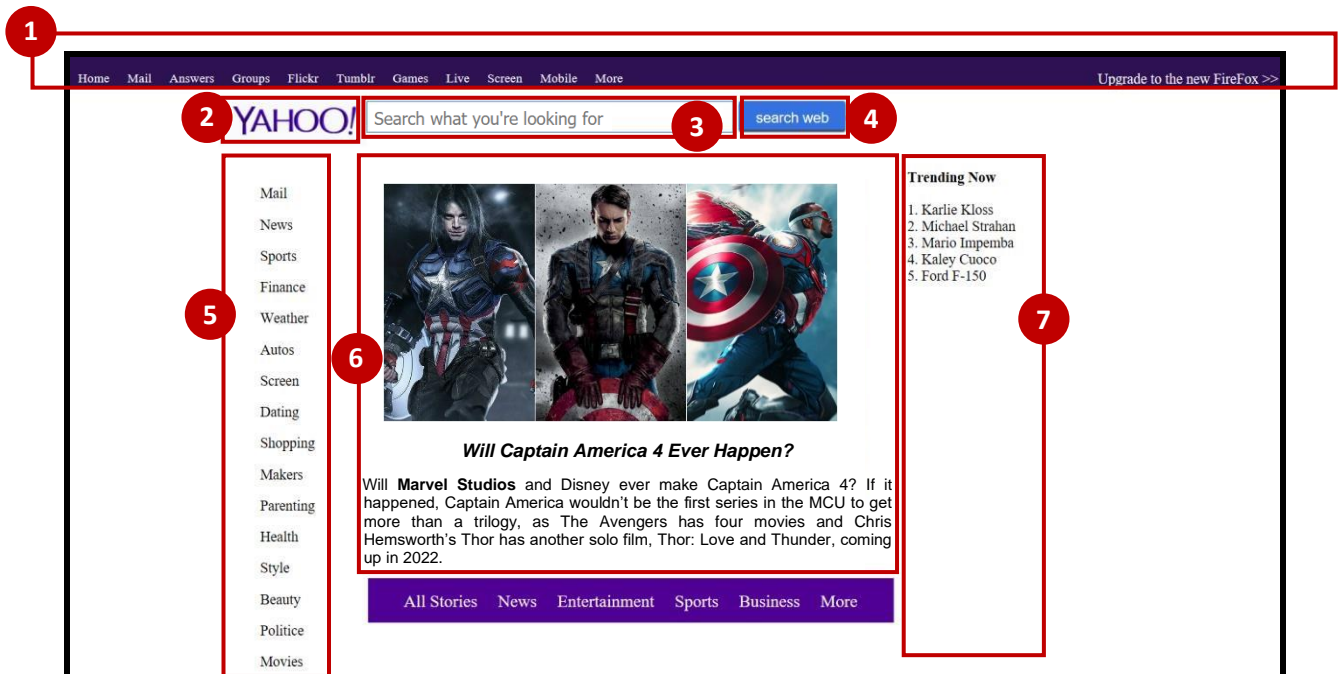 1
Home Mail Answers Groups Flickr Tumblr Games Live Screen Mobile More Upgrade to the new FireFox >>
2
YAHOO!
Search what you're looking for
3
search web
4
5
Mail
News
Sports
Finance
Weather
Autos
Screen
Dating
Shopping
Makers
Parenting
Health
Style
Beauty
Politice
Movies
6
Will Captain America 4 Ever Happen?
Will Marvel Studios and Disney ever make Captain America 4? If it
happened, Captain America wouldn’t be the first series in the MCU to get
more than a trilogy, as The Avengers has four movies and Chris
Hemsworth’s Thor has another solo film, Thor: Love and Thunder, coming
up in 2022.
All Stories News Entertainment Sports Business More
Trending Now
1. Karlie Kloss
2. Michael Strahan
3. Mario Impemba
4. Kaley Cuoco
5. Ford F-150
7